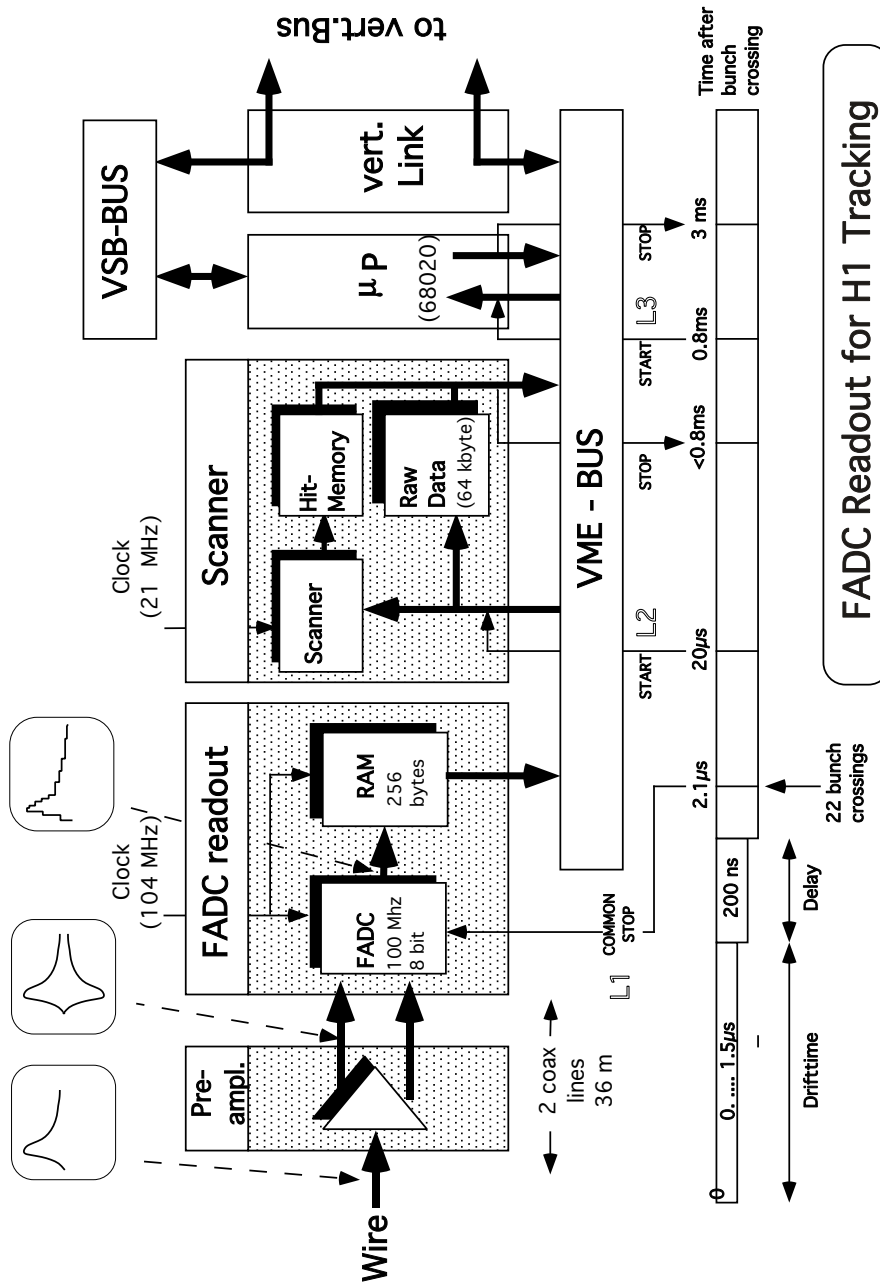 Clock
(104 MHz)
Clock
(21 MHz)
VSB-BUS
Pre-
ampl.
FADC readout
Scanner
Wire
FADC
100 Mhz
8 bit
RAM
256
bytes
Scanner
Hit-
Memory
Raw
Data
(64 kbyte)
μP
(68020)
vert.
Link
to vert.Bus
2 coax
lines
36 m
VME - BUS
L1
COMMON
STOP
START
L2
STOP
START
L3
STOP
0
0. .... 1.5μs
200 ns
2.1μs
20μs
<0.8ms
0.8ms
3 ms
Time after
bunch
crossing
Drifttime
Delay
22 bunch
crossings
FADC Readout for H1 Tracking